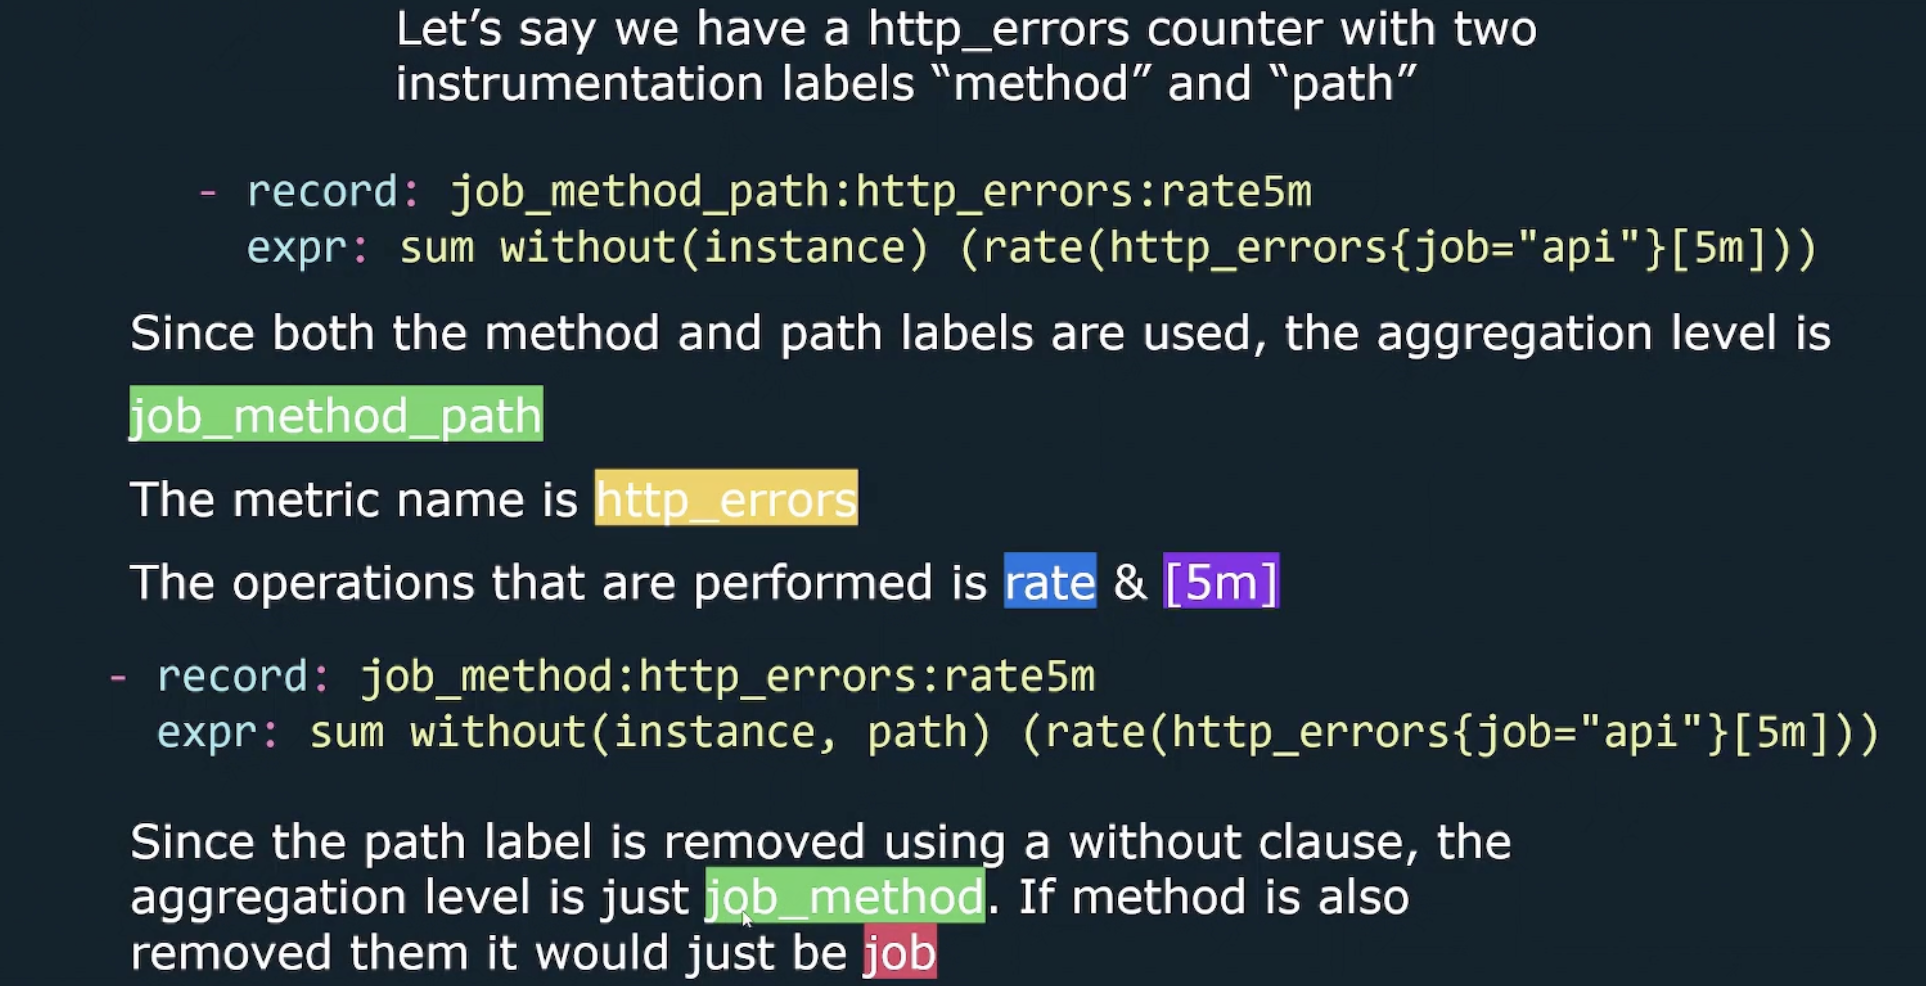 Let’s say we have a http_errors counter with two
instrumentation labels “method” and “path”
- record: job_method_path:http_errors:rate5m
expr: sum without(instance) (rate(http_errors{job="api"}[5m]))
Since both the method and path labels are used, the aggregation level is
job_method_path
The metric name is http_errors
The operations that are performed is rate & [5m]
- record: job_method:http_errors:rate5m
expr: sum without(instance, path) (rate(http_errors{job="api"}[5m]))
Since the path label is removed using a without clause, the
aggregation level is just job_method. If method is also
removed them it would just be job